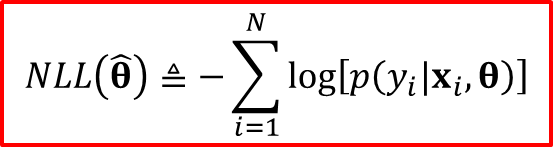 NLL(θ̂) ≜ − ∑_{i=1}^{N} log[p(y_i|𝐱_i, θ)]